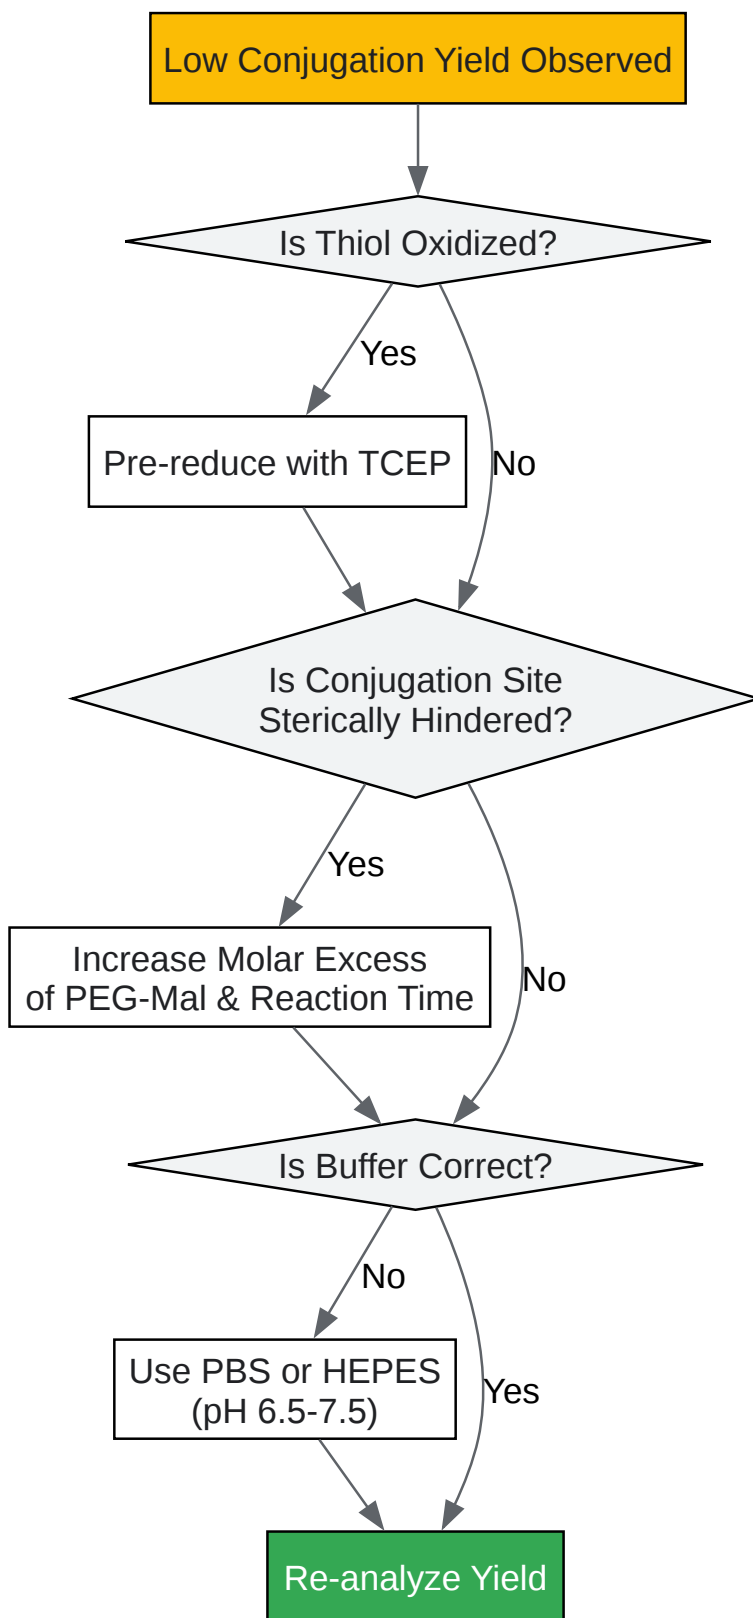 Low Conjugation Yield Observed
Is Thiol Oxidized?
Yes
Pre-reduce with TCEP
No
Is Conjugation Site
Sterically Hindered?
Yes
Increase Molar Excess
of PEG-Mal & Reaction Time
No
Is Buffer Correct?
No
Use PBS or HEPES
(pH 6.5-7.5)
Yes
Re-analyze Yield